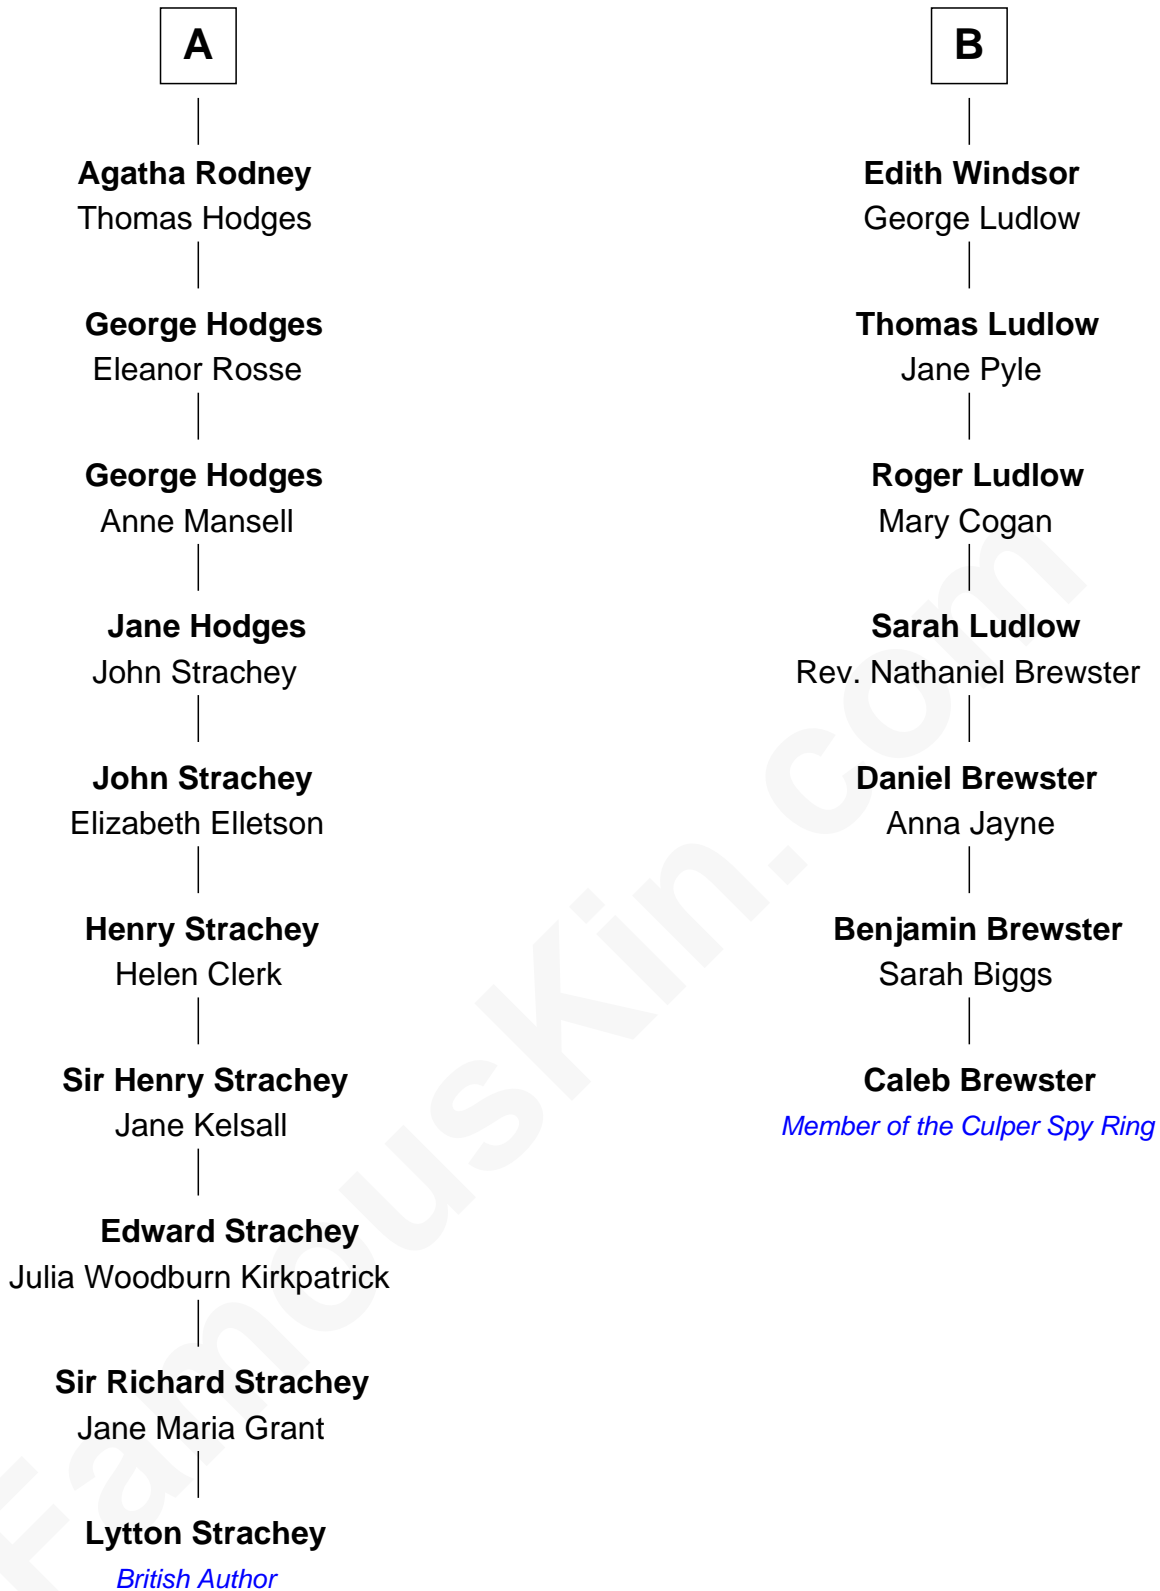 A
Agatha Rodney
Thomas Hodges
George Hodges
Eleanor Rosse
George Hodges
Anne Mansell
Jane Hodges
John Strachey
John Strachey
Elizabeth Elletson
Henry Strachey
Helen Clerk
Sir Henry Strachey
Jane Kelsall
Edward Strachey
Julia Woodburn Kirkpatrick
Sir Richard Strachey
Jane Maria Grant
Lytton Strachey
British Author
B
Edith Windsor
George Ludlow
Thomas Ludlow
Jane Pyle
Roger Ludlow
Mary Cogan
Sarah Ludlow
Rev. Nathaniel Brewster
Daniel Brewster
Anna Jayne
Benjamin Brewster
Sarah Biggs
Caleb Brewster
Member of the Culper Spy Ring
FamousKin.com